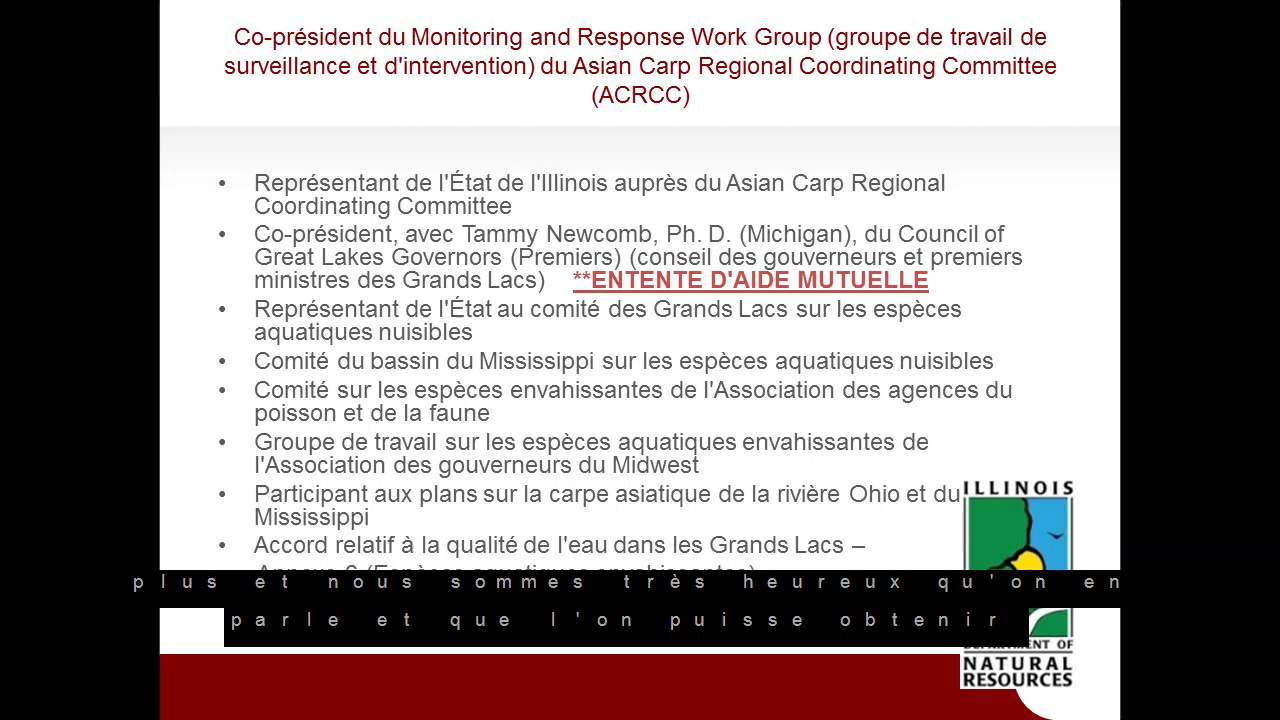 Co-président du Monitoring and Response Work Group (groupe de travail de
surveillance et d'intervention) du Asian Carp Regional Coordinating Committee
(ACRCC)
• Représentant de l'État de l'Illinois auprès du Asian Carp Regional
Coordinating Committee
• Co-président, avec Tammy Newcomb, Ph. D. (Michigan), du Council of
Great Lakes Governors (Premiers) (conseil des gouverneurs et premiers
ministres des Grands Lacs) **ENTENTE D'AIDE MUTUELLE
• Représentant de l'État au comité des Grands Lacs sur les espèces
aquatiques nuisibles
• Comité du bassin du Mississippi sur les espèces aquatiques nuisibles
• Comité sur les espèces envahissantes de l'Association des agences du
poisson et de la faune
• Groupe de travail sur les espèces aquatiques envahissantes de
l'Association des gouverneurs du Midwest
• Participant aux plans sur la carpe asiatique de la rivière Ohio et du
Mississippi
• Accord relatif à la qualité de l'eau dans les Grands Lacs –
(Espèces aquatiques envahissantes)
plus et nous sommes très heureux qu'on en
parle et que l'on puisse obtenir
ILLINOIS
DEPARTMENT OF
NATURAL
RESOURCES